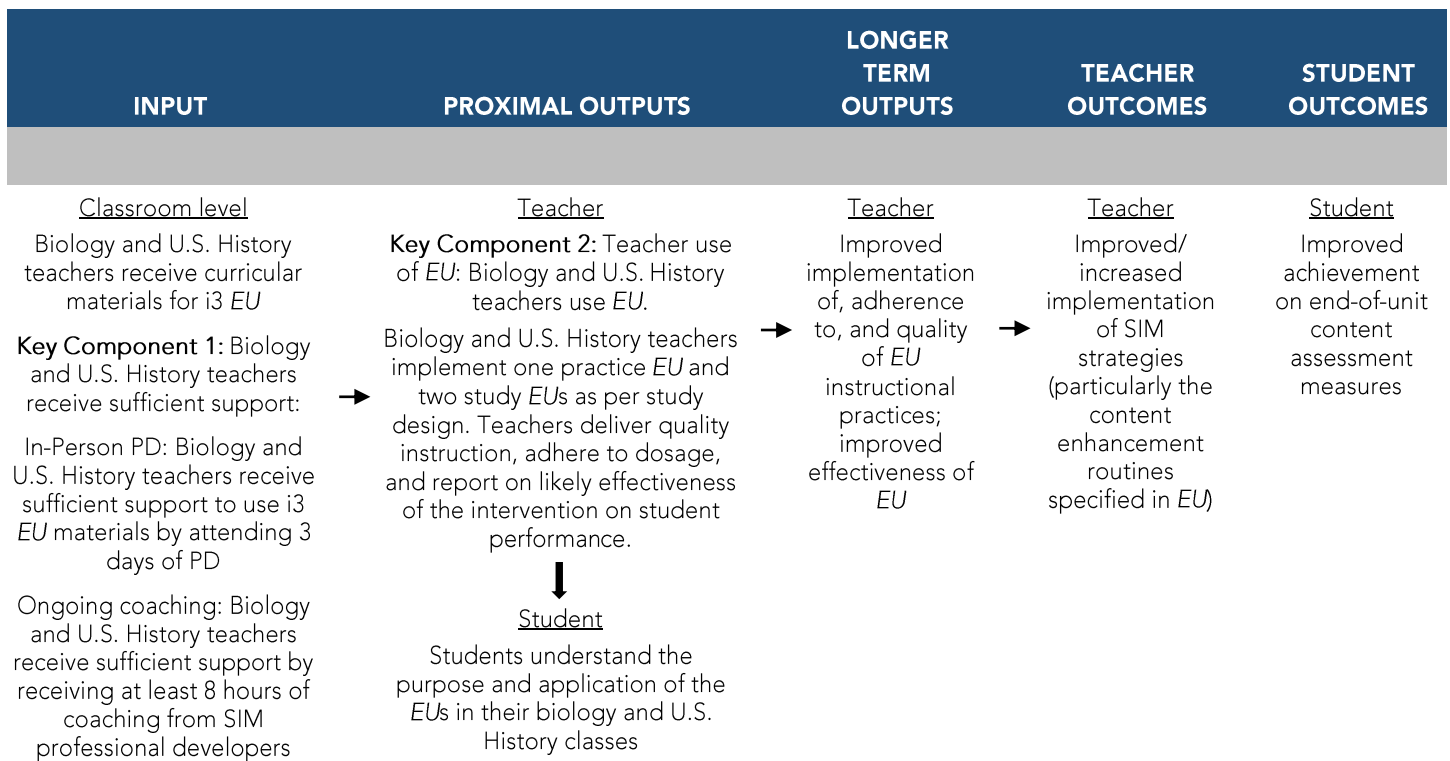 INPUT
PROXIMAL OUTPUTS
LONGER
TERM
OUTPUTS
TEACHER
OUTCOMES
STUDENT
OUTCOMES
Classroom level
Biology and U.S. History
teachers receive curricular
materials for i3 EU
Key Component 1: Biology
and U.S. History teachers
receive sufficient support:
In-Person PD: Biology and
U.S. History teachers receive
sufficient support to use i3
EU materials by attending 3
days of PD
Ongoing coaching: Biology
and U.S. History teachers
receive sufficient support by
receiving at least 8 hours of
coaching from SIM
professional developers
Teacher
Key Component 2: Teacher use
of EU: Biology and U.S. History
teachers use EU.
Biology and U.S. History teachers
implement one practice EU and
two study EUs as per study
design. Teachers deliver quality
instruction, adhere to dosage,
and report on likely effectiveness
of the intervention on student
performance.
Student
Students understand the
purpose and application of the
EUs in their biology and U.S.
History classes
Teacher
Improved
implementation
of, adherence
to, and quality
of EU
instructional
practices;
improved
effectiveness of
EU
Teacher
Improved/
increased
implementation
of SIM
strategies
(particularly the
content
enhancement
routines
specified in EU)
Student
Improved
achievement
on end-of-unit
content
assessment
measures